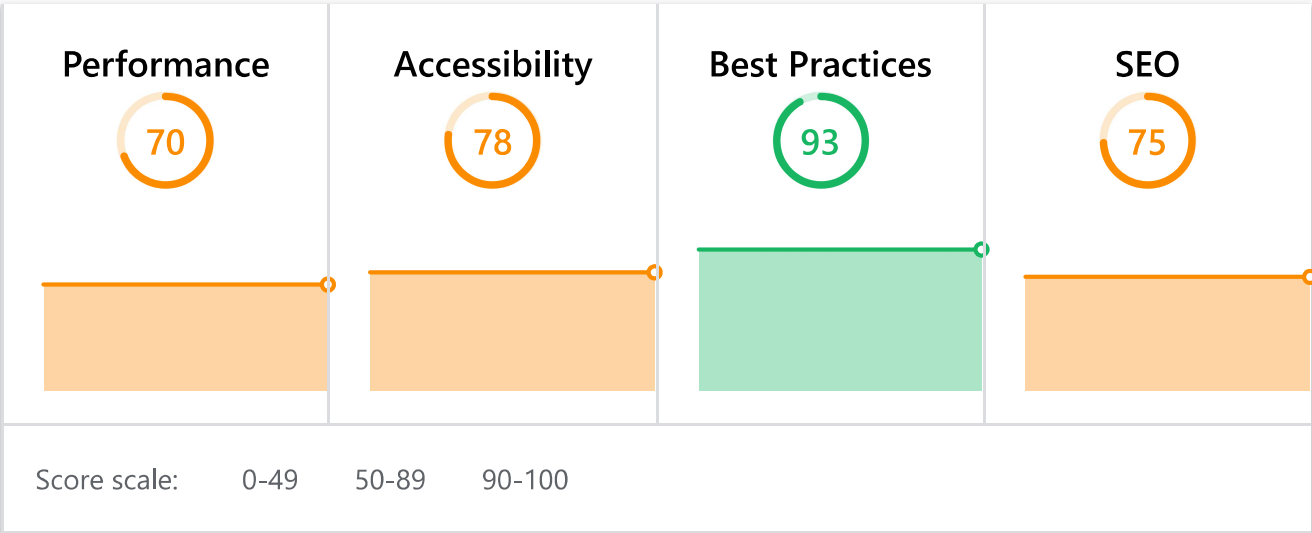 Performance Accessibility Best Practices SEO
70 78 93 75
Score scale: 0-49 50-89 90-100